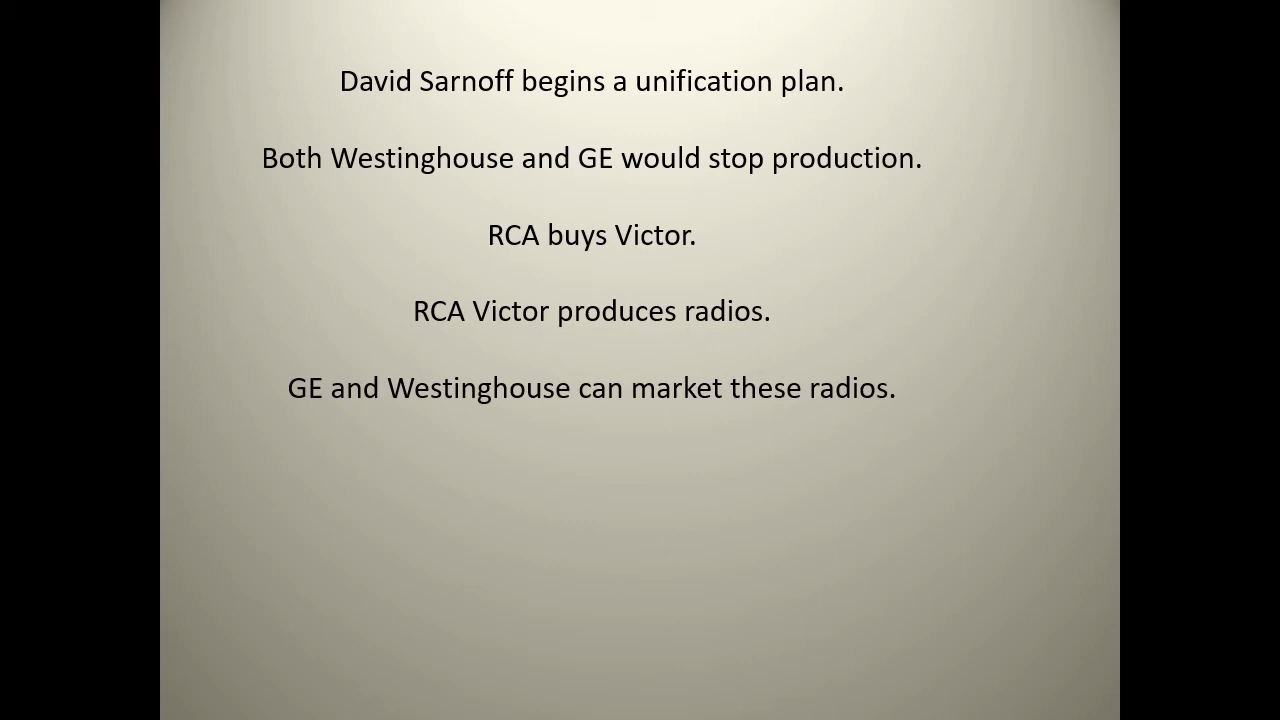 David Sarnoff begins a unification plan.
Both Westinghouse and GE would stop production.
RCA buys Victor.
RCA Victor produces radios.
GE and Westinghouse can market these radios.